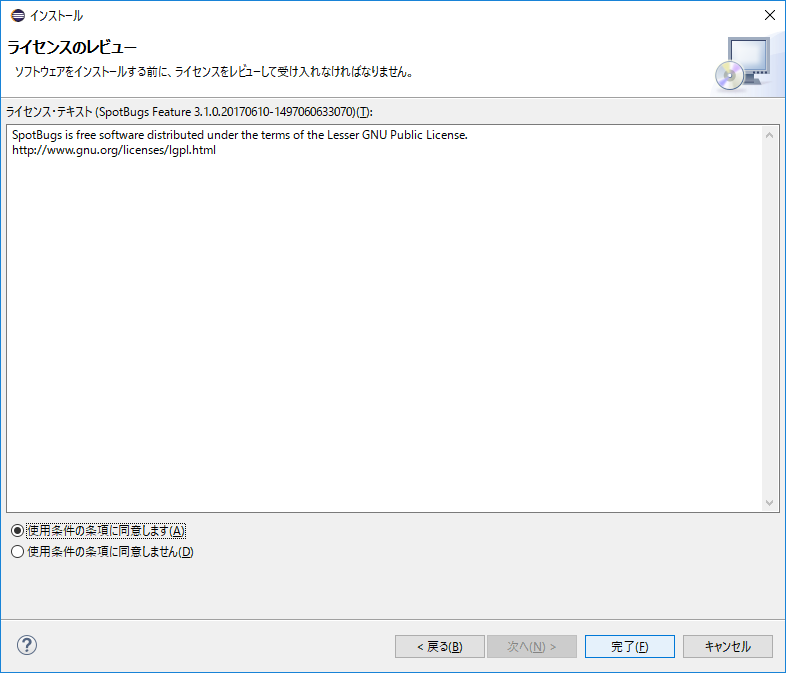 インストール
ライセンスのレビュー
ソフトウェアをインストールする前に、ライセンスをレビューして受け入れなければなりません。
ライセンス・テキスト (SpotBugs Feature 3.1.0.20170610-1497060633070)(T):
SpotBugs is free software distributed under the terms of the Lesser GNU Public License.
http://www.gnu.org/licenses/lgpl.html
使用条件の条項に同意します(A)
使用条件の条項に同意しません(D)
? < 戻る(B) 次へ(N) > 完了(F) キャンセル